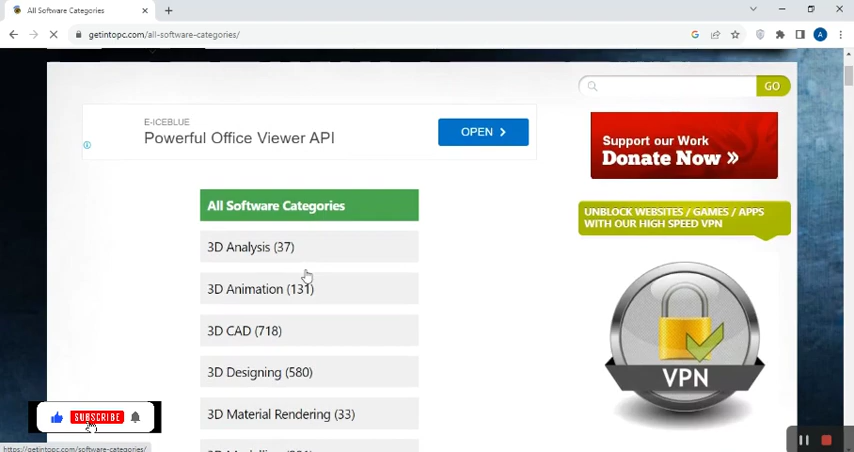 All Software Categories
getintopc.com/all-software-categories/
G
A
GO
E-ICEBLUE
Powerful Office Viewer API
OPEN
Support our Work
Donate Now »
All Software Categories
UNBLOCK WEBSITES / GAMES / APPS
WITH OUR HIGH SPEED VPN
3D Analysis (37)
3D Animation (131)
3D CAD (718)
3D Designing (580)
VPN
3D Material Rendering (33)
SUBSCRIBE
https://getintopc.com/software-categories/